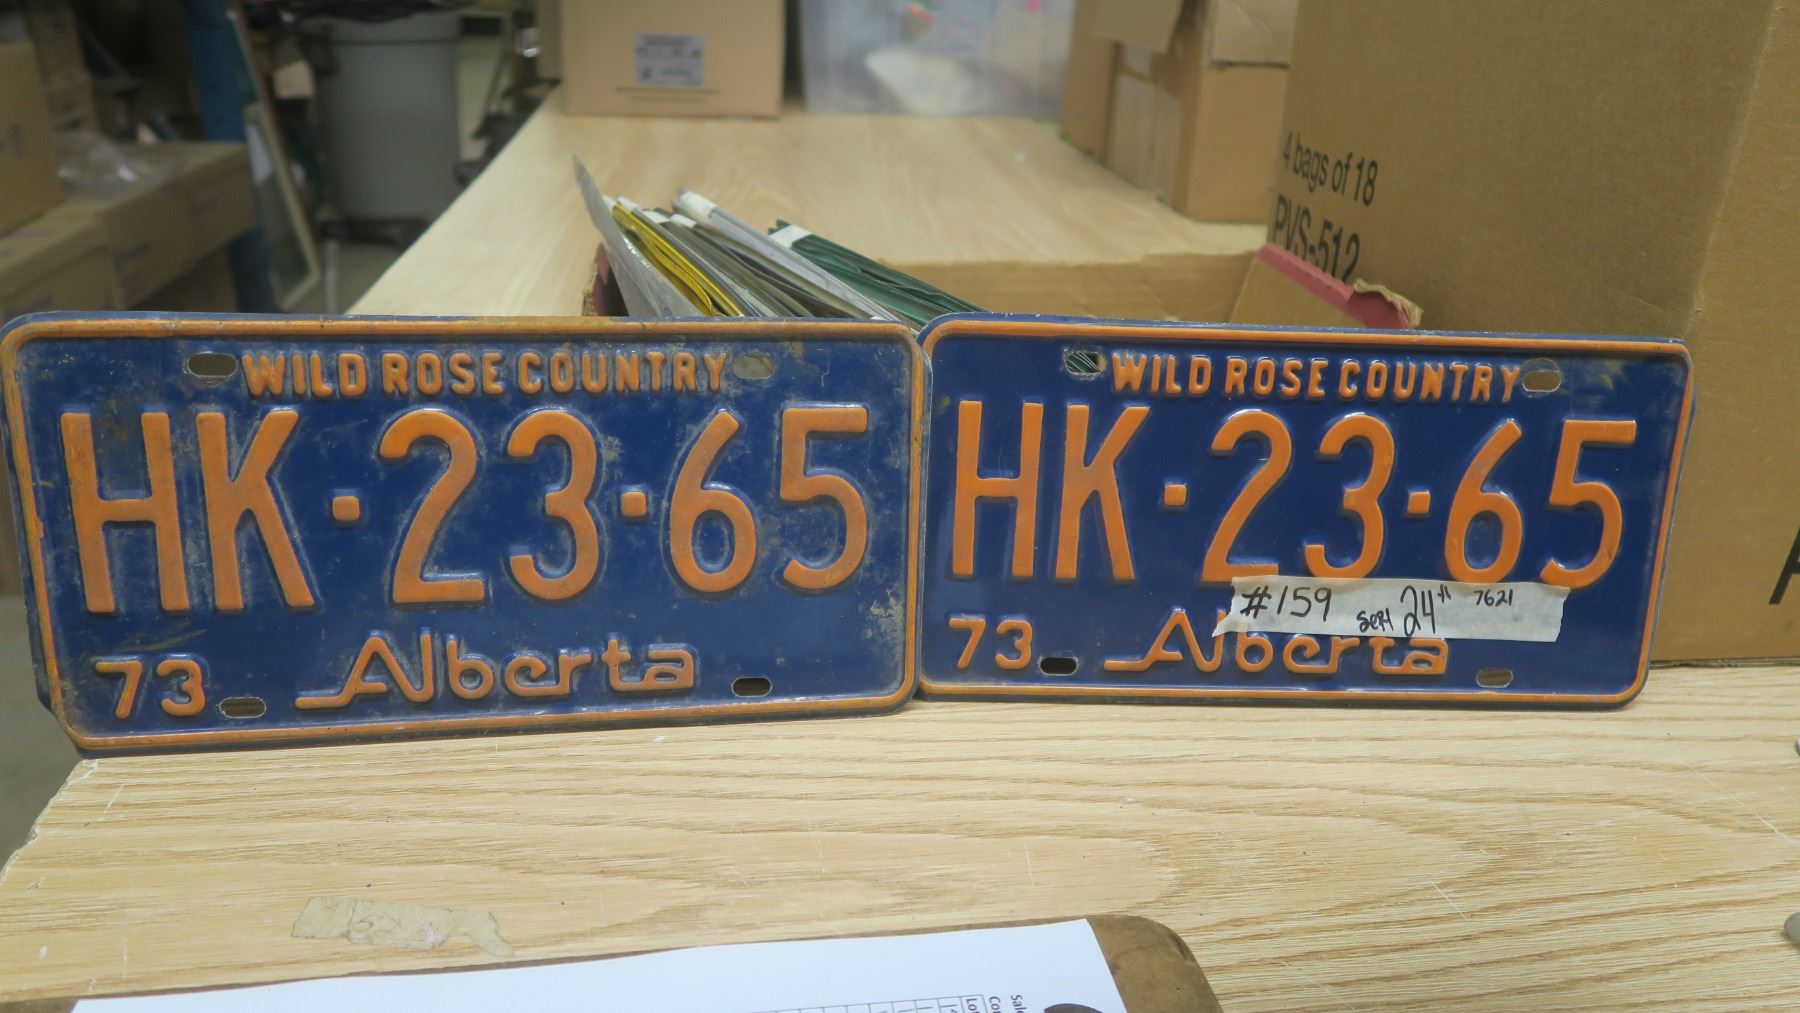 WILD ROSE COUNTRY
HK·23·65
73 Alberta
WILD ROSE COUNTRY
HK·23·65
#159 Sept 24th 7621
73 Alberta
4 bags of 18
PVS-512